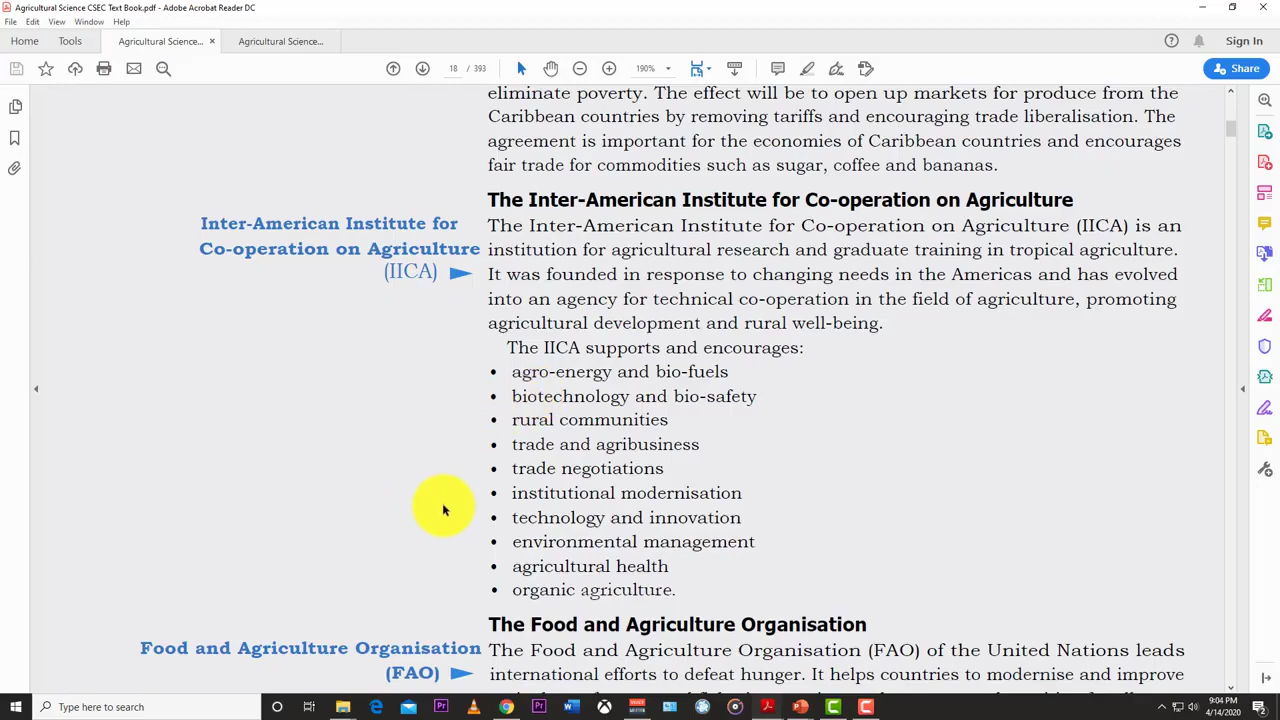 Agricultural Science CSEC Text Book.pdf - Adobe Acrobat Reader DC
File Edit View Window Help
Home Tools Agricultural Science... × Agricultural Science... Sign In
18 / 393 190% Share
eliminate poverty. The effect will be to open up markets for produce from the
Caribbean countries by removing tariffs and encouraging trade liberalisation. The
agreement is important for the economies of Caribbean countries and encourages
fair trade for commodities such as sugar, coffee and bananas.
The Inter-American Institute for Co-operation on Agriculture
Inter-American Institute for
Co-operation on Agriculture
(IICA) ►
The Inter-American Institute for Co-operation on Agriculture (IICA) is an
institution for agricultural research and graduate training in tropical agriculture.
It was founded in response to changing needs in the Americas and has evolved
into an agency for technical co-operation in the field of agriculture, promoting
agricultural development and rural well-being.
The IICA supports and encourages:
• agro-energy and bio-fuels
• biotechnology and bio-safety
• rural communities
• trade and agribusiness
• trade negotiations
• institutional modernisation
• technology and innovation
• environmental management
• agricultural health
• organic agriculture.
The Food and Agriculture Organisation
Food and Agriculture Organisation
(FAO) ►
The Food and Agriculture Organisation (FAO) of the United Nations leads
international efforts to defeat hunger. It helps countries to modernise and improve
Type here to search
9:04 PM
4/14/2020